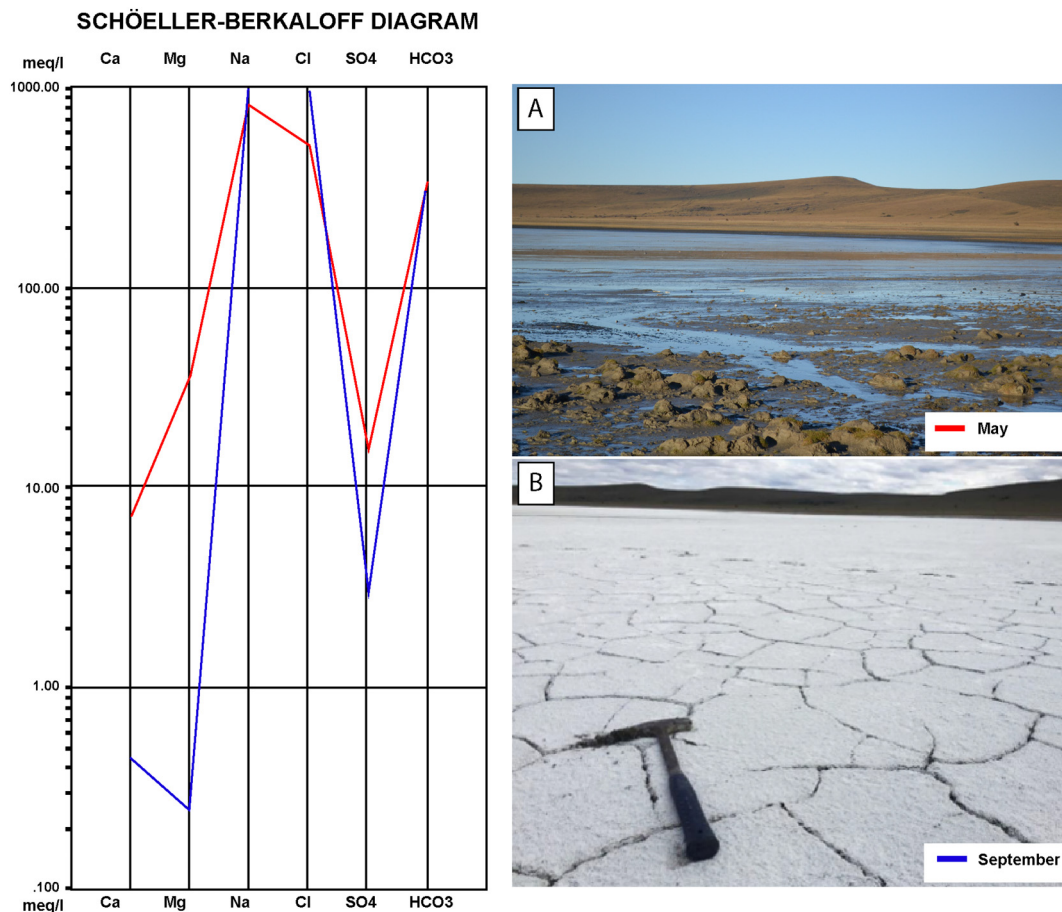 SCHÖELLER-BERKALOFF DIAGRAM
meq/l Ca Mg Na Cl SO4 HCO3
1000.00
100.00
10.00
1.00
.100
meq/l Ca Mg Na Cl SO4 HCO3
A
May
B
September